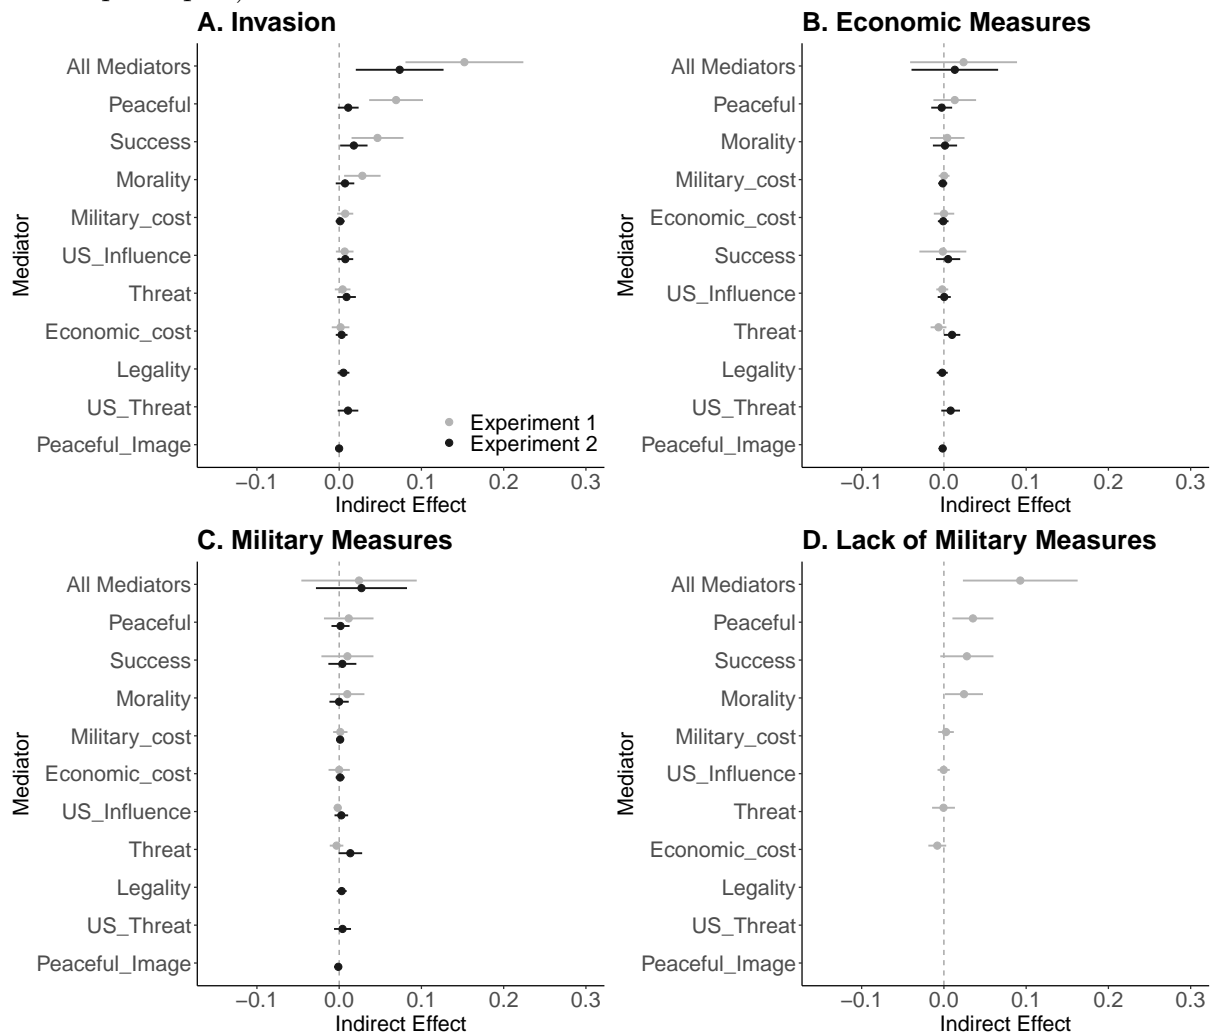 A. Invasion
All Mediators
Peaceful
Success
Morality
Military_cost
US_Influence
Threat
Economic_cost
Legality
US_Threat
Peaceful_Image
Mediator
Experiment 1
Experiment 2
−0.1 0.0 0.1 0.2 0.3
Indirect Effect
B. Economic Measures
All Mediators
Peaceful
Morality
Military_cost
Economic_cost
Success
US_Influence
Threat
Legality
US_Threat
Peaceful_Image
Mediator
−0.1 0.0 0.1 0.2 0.3
Indirect Effect
C. Military Measures
All Mediators
Peaceful
Success
Morality
Military_cost
Economic_cost
US_Influence
Threat
Legality
US_Threat
Peaceful_Image
Mediator
−0.1 0.0 0.1 0.2 0.3
Indirect Effect
D. Lack of Military Measures
All Mediators
Peaceful
Success
Morality
Military_cost
US_Influence
Threat
Economic_cost
Legality
US_Threat
Peaceful_Image
Mediator
−0.1 0.0 0.1 0.2 0.3
Indirect Effect